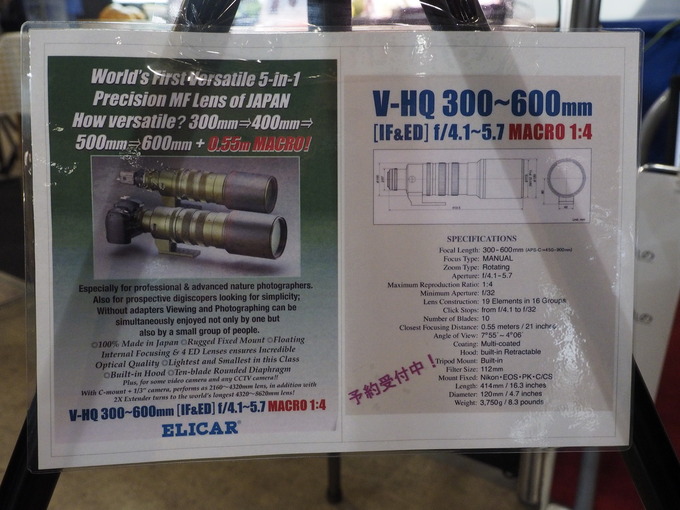 World's First Versatile 5-in-1
Precision MF Lens of JAPAN
How versatile? 300mm⇒400mm⇒
500mm⇒600mm + 0.55m MACRO!
Especially for professional & advanced nature photographers.
Also for prospective digiscopers looking for simplicity;
Without adapters Viewing and Photographing can be
simultaneously enjoyed not only by one but
also by a small group of people.
◎100% Made in Japan ◎Rugged Fixed Mount ◎Floating
Internal Focusing & 4 ED Lenses ensures Incredible
Optical Quality ◎Lightest and Smallest in this Class
◎Built-in Hood ◎Ten-blade Rounded Diaphragm
Plus, for some video camera and any CCTV camera!!
With C-mount + 1/3" camera, performs as 2160~4320mm lens, in addition with
2X Extender turns to the world's longest 4320~8620mm lens!
V-HQ 300~600mm [IF&ED] f/4.1~5.7 MACRO 1:4
ELICAR
V-HQ 300~600mm
[IF&ED] f/4.1~5.7 MACRO 1:4
SPECIFICATIONS
Focal Length: 300~600mm (APS-C=450~900mm)
Focus Type: MANUAL
Zoom Type: Rotating
Aperture: f/4.1~5.7
Maximum Reproduction Ratio: 1:4
Minimum Aperture: f/32
Lens Construction: 19 Elements in 16 Groups
Click Stops: from f/4.1 to f/32
Number of Blades: 10
Closest Focusing Distance: 0.55 meters / 21 inches
Angle of View: 7°55' ~ 4°06'
Coating: Multi-coated
Hood: built-in Retractable
Tripod Mount: Built-in
Filter Size: 112mm
Mount Fixed: Nikon・EOS・PK・C/CS
Length: 414mm / 16.3 inches
Diameter: 120mm / 4.7 inches
Weight: 3,750g / 8.3 pounds
予約受付中!